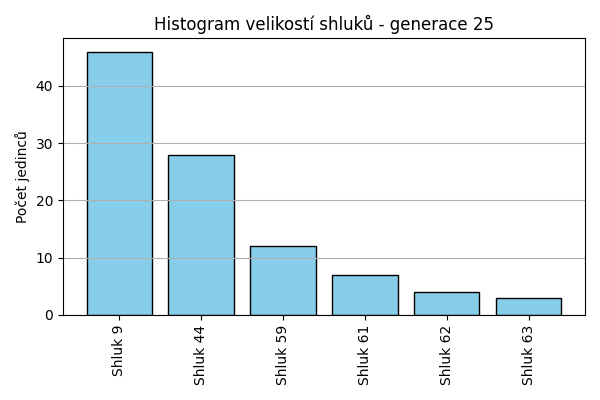 Histogram velikostí shluků - generace 25
Počet jedinců
40
30
20
10
0
Shluk 9
Shluk 44
Shluk 59
Shluk 61
Shluk 62
Shluk 63